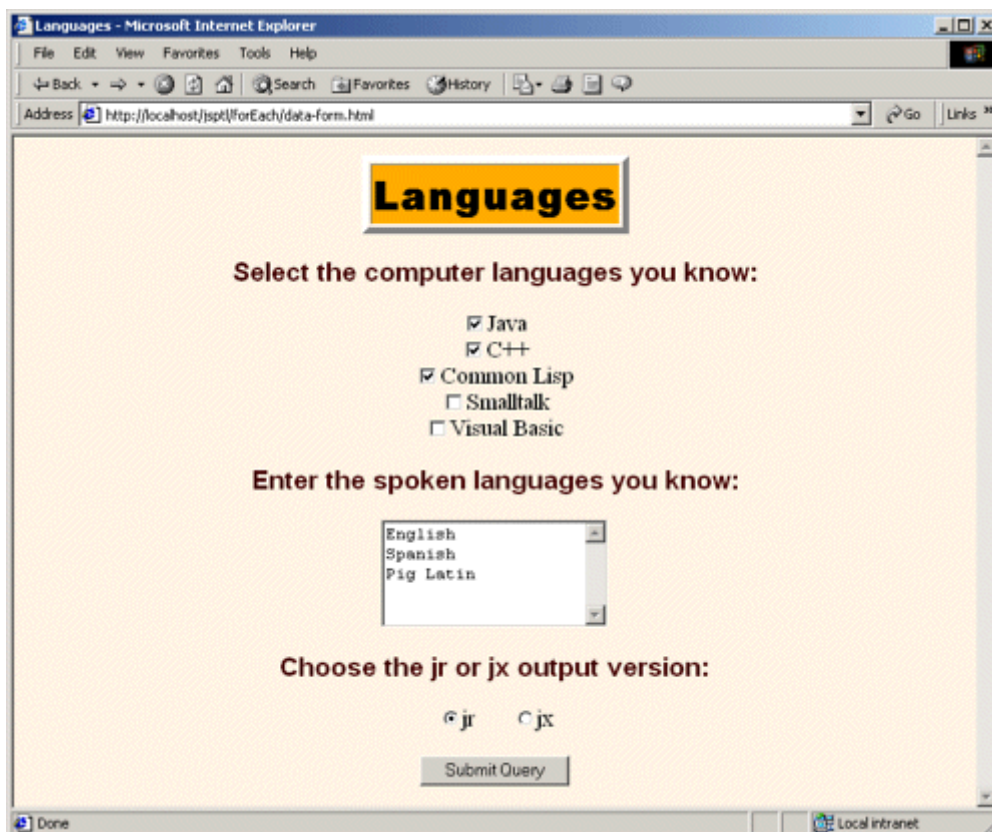 Languages - Microsoft Internet Explorer
File Edit View Favorites Tools Help
Back Search Favorites History
Address http://localhost/jsptl/forEach/data-form.html Go Links »
Languages
Select the computer languages you know:
Java
C++
Common Lisp
Smalltalk
Visual Basic
Enter the spoken languages you know:
English
Spanish
Pig Latin
Choose the jr or jx output version:
jr jx
Submit Query
Done Local intranet